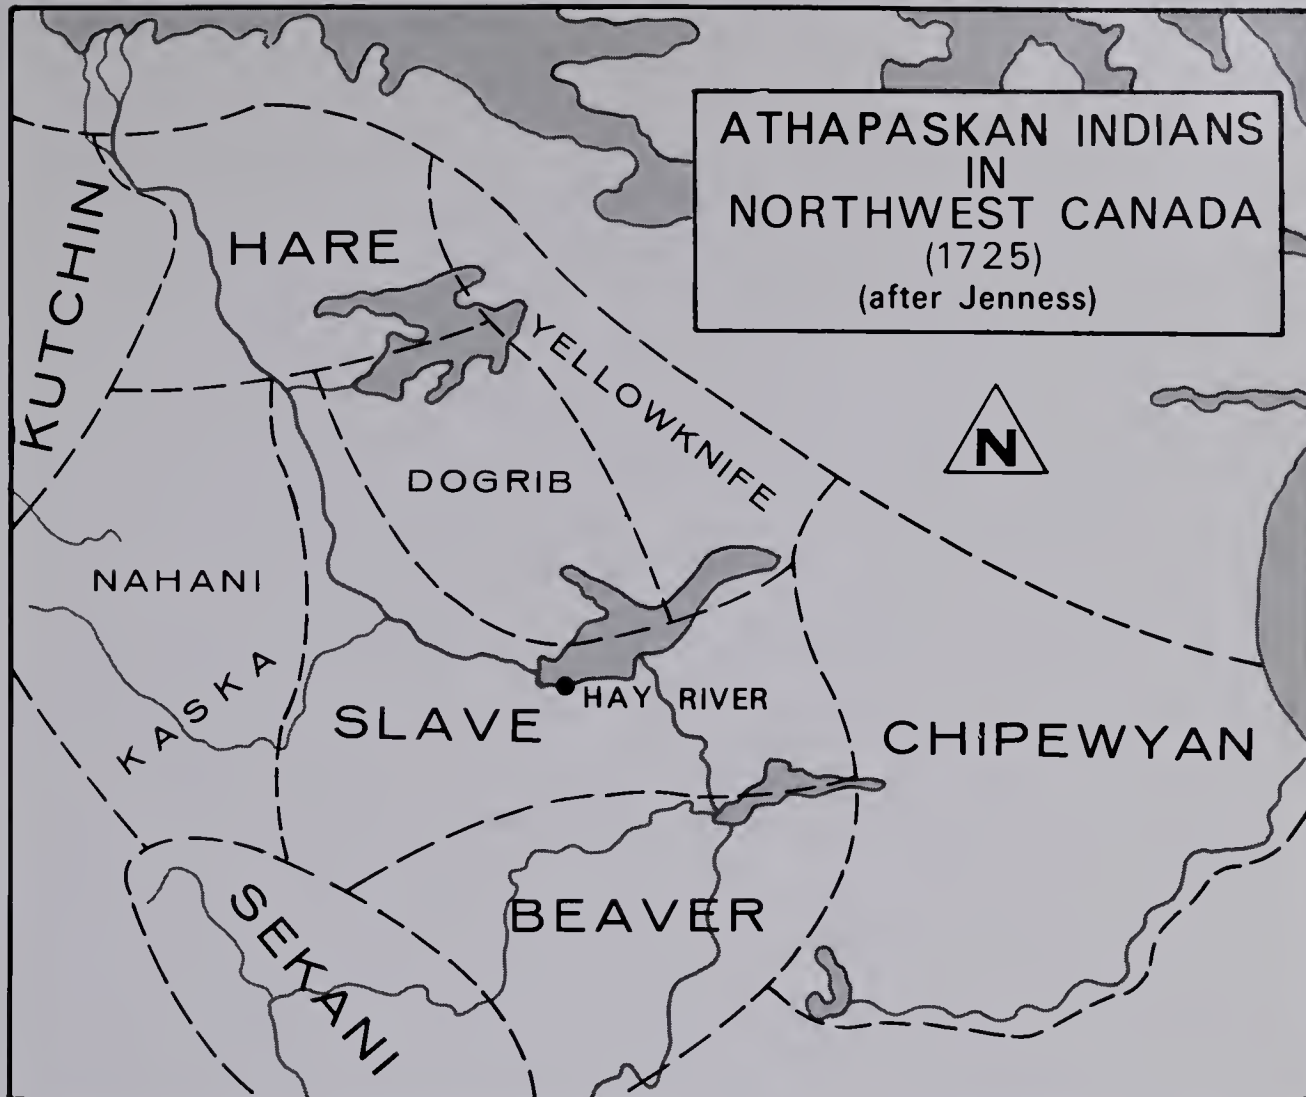 ATHAPASKAN INDIANS
IN
NORTHWEST CANADA
(1725)
(after Jenness)
N
KUTCHIN
HARE
YELLOWKNIFE
DOGRIB
NAHANI
KASKA
SLAVE
HAY RIVER
CHIPEWYAN
BEAVER
SEKANI